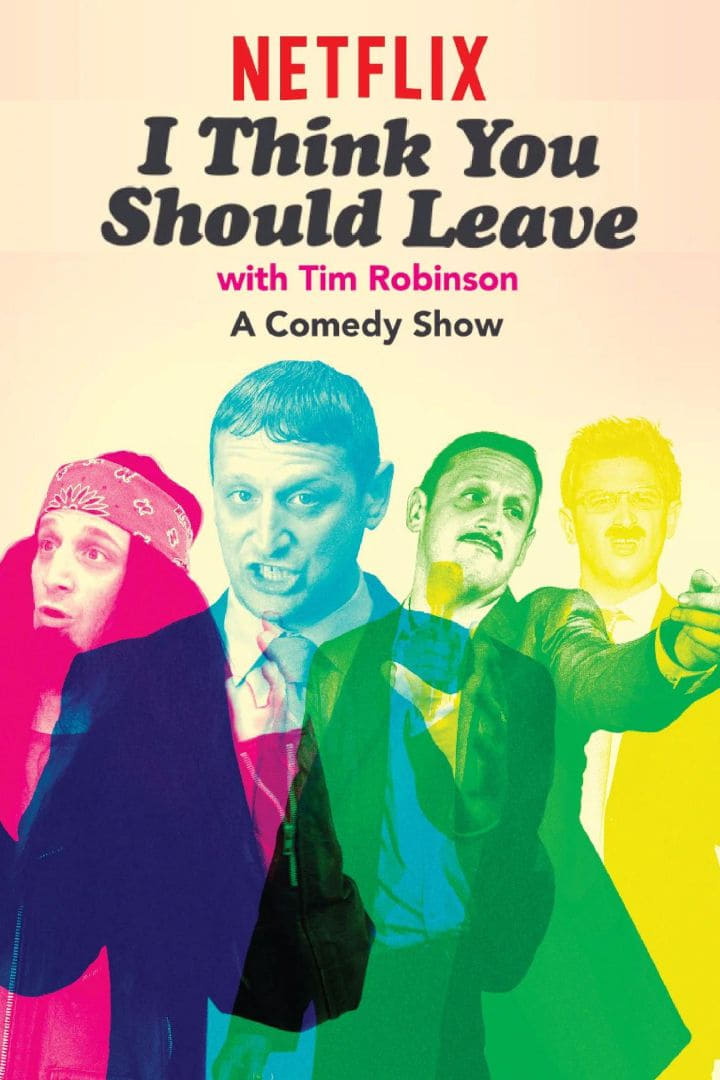 NETFLIX
I Think You
Should Leave
with Tim Robinson
A Comedy Show